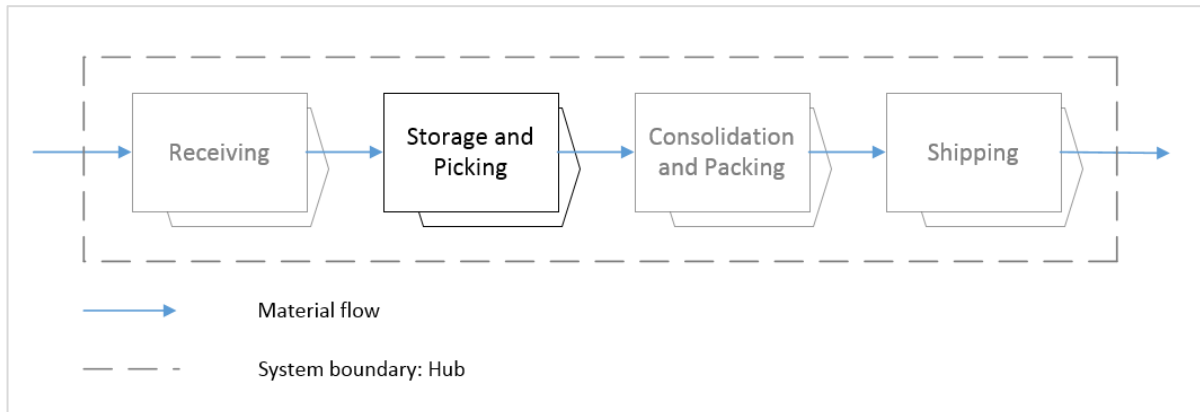 Receiving
Storage and
Picking
Consolidation
and Packing
Shipping
Material flow
System boundary: Hub